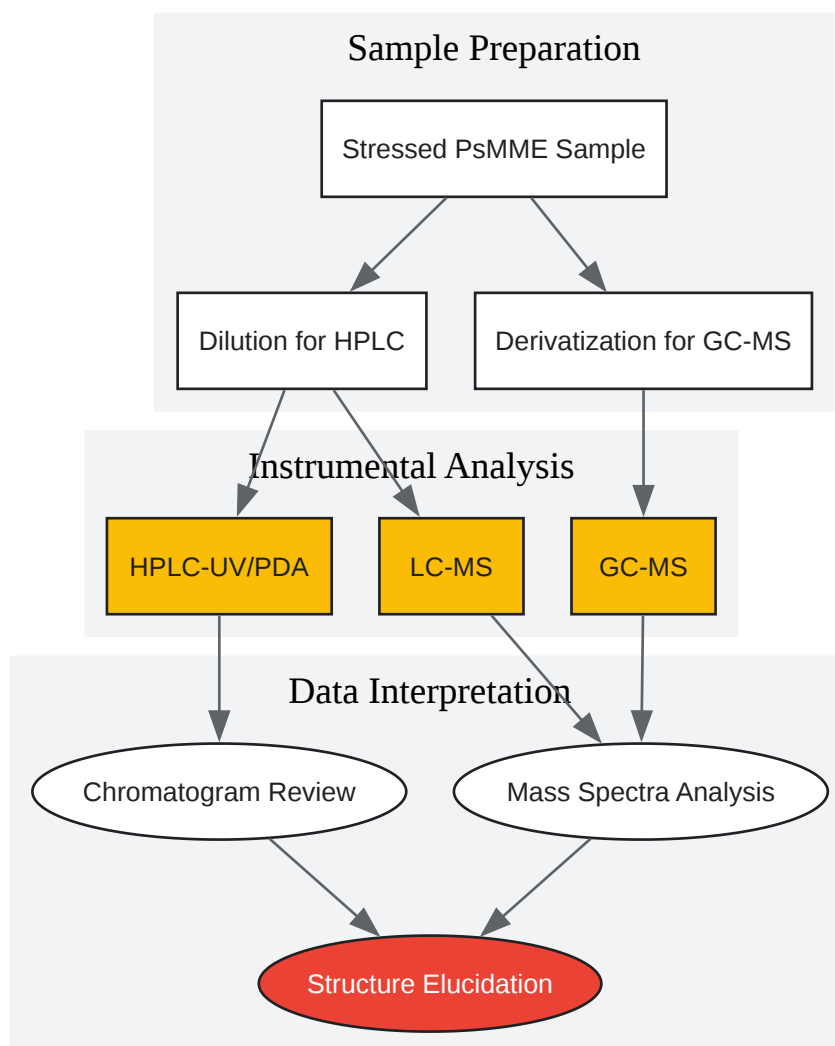 Sample Preparation
Stressed PsMME Sample
Dilution for HPLC
Derivatization for GC-MS
Instrumental Analysis
HPLC-UV/PDA
LC-MS
GC-MS
Data Interpretation
Chromatogram Review
Mass Spectra Analysis
Structure Elucidation